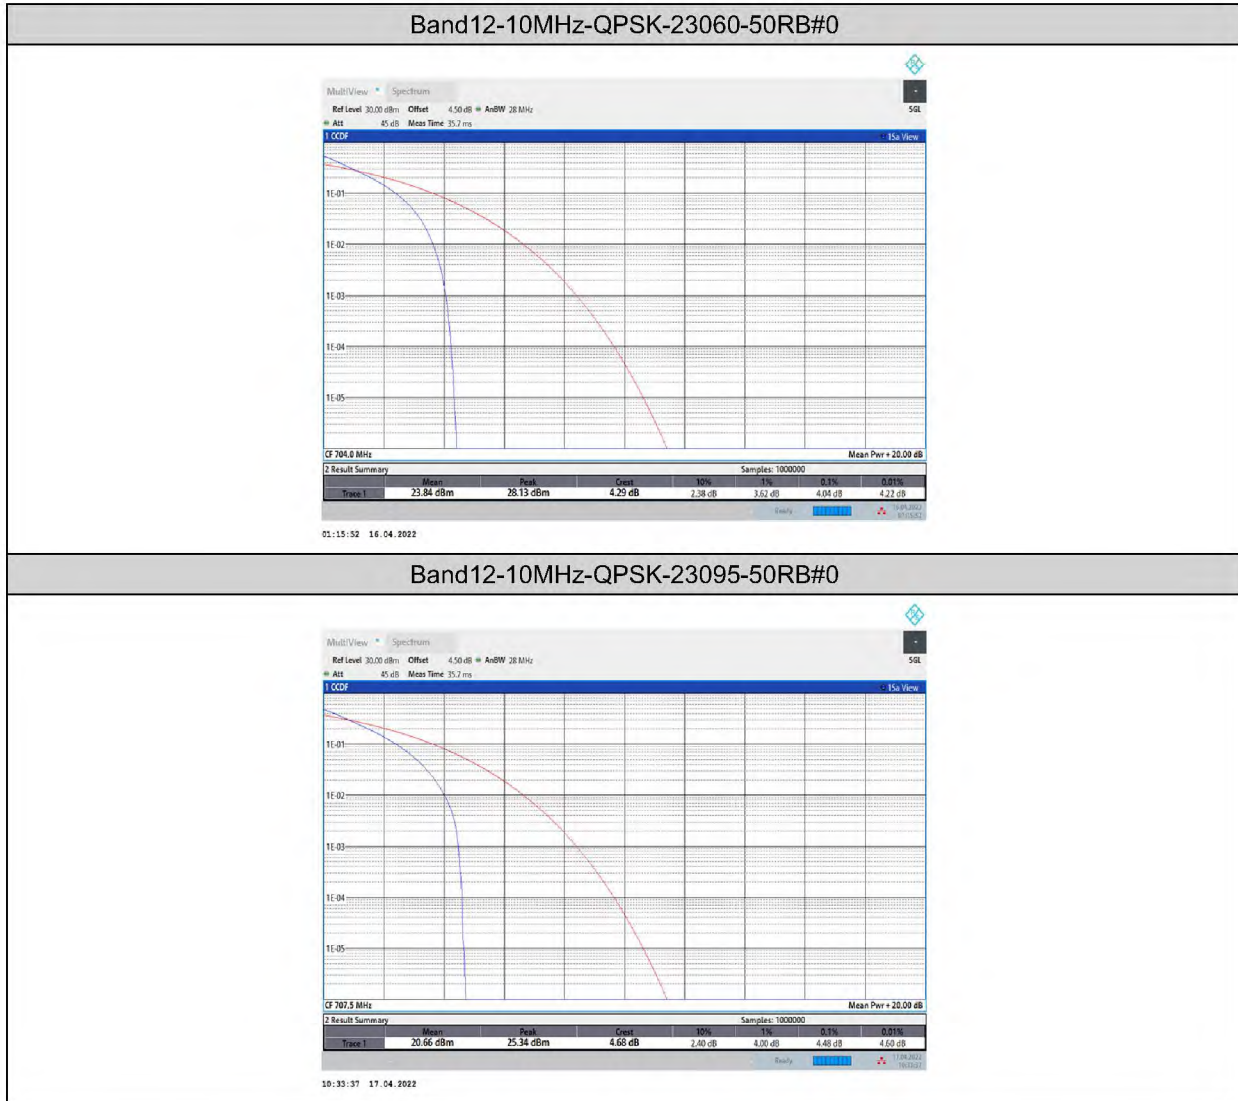 Band12-10MHz-QPSK-23060-50RB#0
MultiView Spectrum
Ref Level 30.00 dBm Offset 4.50 dB AnBW 28 MHz
SGL
Att 45 dB Meas Time 35.7 ms
1 CCDF 1Sa View
1E-01
1E-02
1E-03
1E-04
1E-05
CF 704.0 MHz Mean Pwr + 20.00 dB
2 Result Summary Samples: 1000000
Mean Peak Crest 10% 1% 0.1% 0.01%
Trace 1 23.84 dBm 28.13 dBm 4.29 dB 2.38 dB 3.62 dB 4.04 dB 4.22 dB
Ready
01:15:52 16.04.2022
Band12-10MHz-QPSK-23095-50RB#0
MultiView Spectrum
Ref Level 30.00 dBm Offset 4.50 dB AnBW 28 MHz
SGL
Att 45 dB Meas Time 35.7 ms
1 CCDF 1Sa View
1E-01
1E-02
1E-03
1E-04
1E-05
CF 707.5 MHz Mean Pwr + 20.00 dB
2 Result Summary Samples: 1000000
Mean Peak Crest 10% 1% 0.1% 0.01%
Trace 1 20.66 dBm 25.34 dBm 4.68 dB 2.40 dB 4.00 dB 4.48 dB 4.60 dB
Ready 17.04.2022
10:33:37
10:33:37 17.04.2022